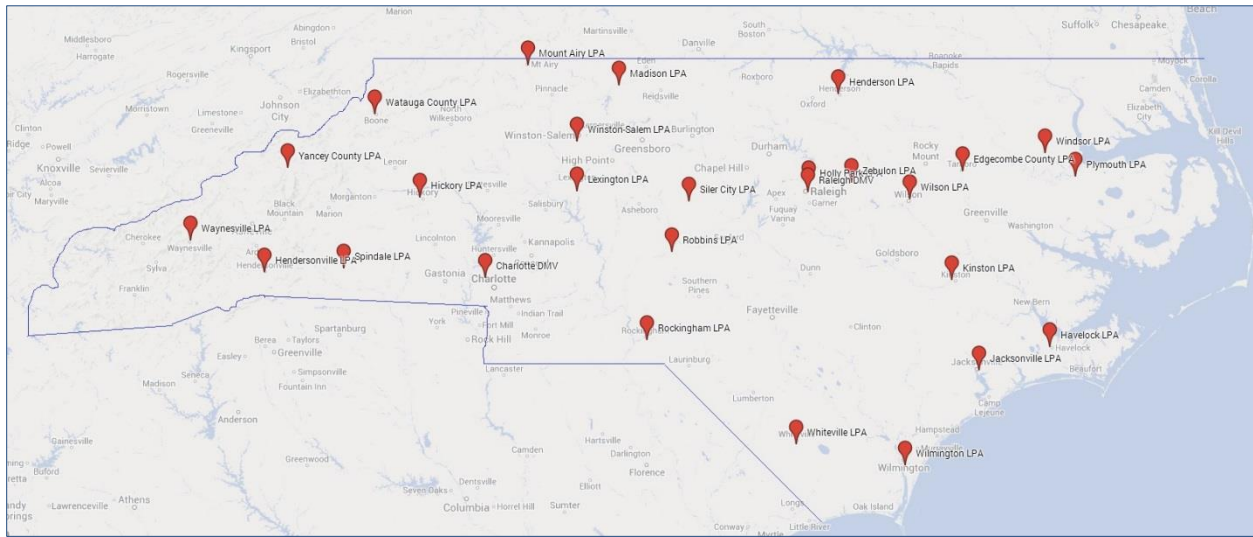 Marion
Beach
Abingdon
Martinsville
Suffolk
Chesapeake
Middlesboro
Bristol
South
Boston
Kingsport
Danville
Harrogate
Mount Airy LPA
Eden
Roanoke
Rapids
Moyock
Mt Airy
Madison LPA
Corolla
Rogersville
Elizabethton
Pinnacle
Roxboro
Henderson LPA
Henderson
Camden
Johnson
City
Watauga County LPA
Reidsville
Oxford
Elizabeth
City
Morristown
Limestone
Boone
North
Wilkesboro
Greeneville
Winston-Salem LPA
Burlington
Kill Devil
Hills
Clinton
Winston-Salem
Greensboro
Windsor LPA
Ridge
Powell
Yancey County LPA
Lenoir
High Point
Chapel Hill
Durham
Rocky
Mount
Edgecombe County LPA
Plymouth LPA
Knoxville
Sevierville
Holly Park
Zebulon LPA
Alcoa
Hickory LPA
Lexington LPA
Siler City LPA
Raleigh DMV
Wilson LPA
Maryville
Hickory
Apex
Raleigh
Morganton
Salisbury
Asheboro
Garner
Black
Mountain
Marion
Fuquay
Varina
Greenville
Mooresville
Waynesville LPA
Washington
Cherokee
Lincolnton
Kannapolis
Robbins LPA
Waynesville
Huntersville
Hendersonville LPA
Spindale LPA
Goldsboro
Sylva
Charlotte DMV
Kinston LPA
Gastonia
Charlotte
Dunn
Kinston
Franklin
Southern
Pines
Matthews
New Bern
Pineville
Indian Trail
Fayetteville
Spartanburg
York
Fort Mill
Rockingham LPA
Clinton
Havelock LPA
Berea
Taylors
Rock Hill
Monroe
Havelock
Easley
Greenville
Laurinburg
Jacksonville LPA
Simpsonville
Lancaster
Beaufort
Seneca
Madison
Fountain Inn
Lumberton
Camp
Lejeune
Anderson
Whiteville LPA
Hampstead
Gainesville
Hartsville
Camden
Darlington
Wilmington LPA
Greenwood
Florence
Wilmington
Buford
Dentsville
Elliott
Seven Oaks
Athens
Longs
Lawrenceville
Columbia
Horrel Hill
Sumter
Oak Island
Springs
Conway
Little River
Myrtle